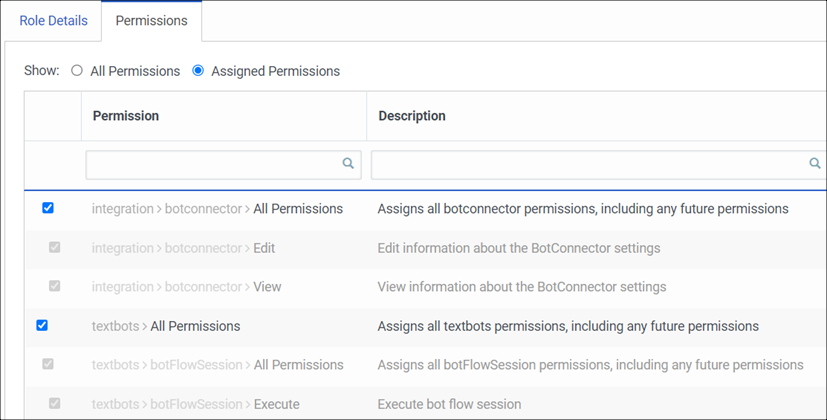 Role Details Permissions
Show: All Permissions Assigned Permissions
Permission Description
integration > botconnector > All Permissions Assigns all botconnector permissions, including any future permissions
integration > botconnector > Edit Edit information about the BotConnector settings
integration > botconnector > View View information about the BotConnector settings
textbots > All Permissions Assigns all textbots permissions, including any future permissions
textbots > botFlowSession > All Permissions Assigns all botFlowSession permissions, including any future permissions
textbots > botFlowSession > Execute Execute bot flow session